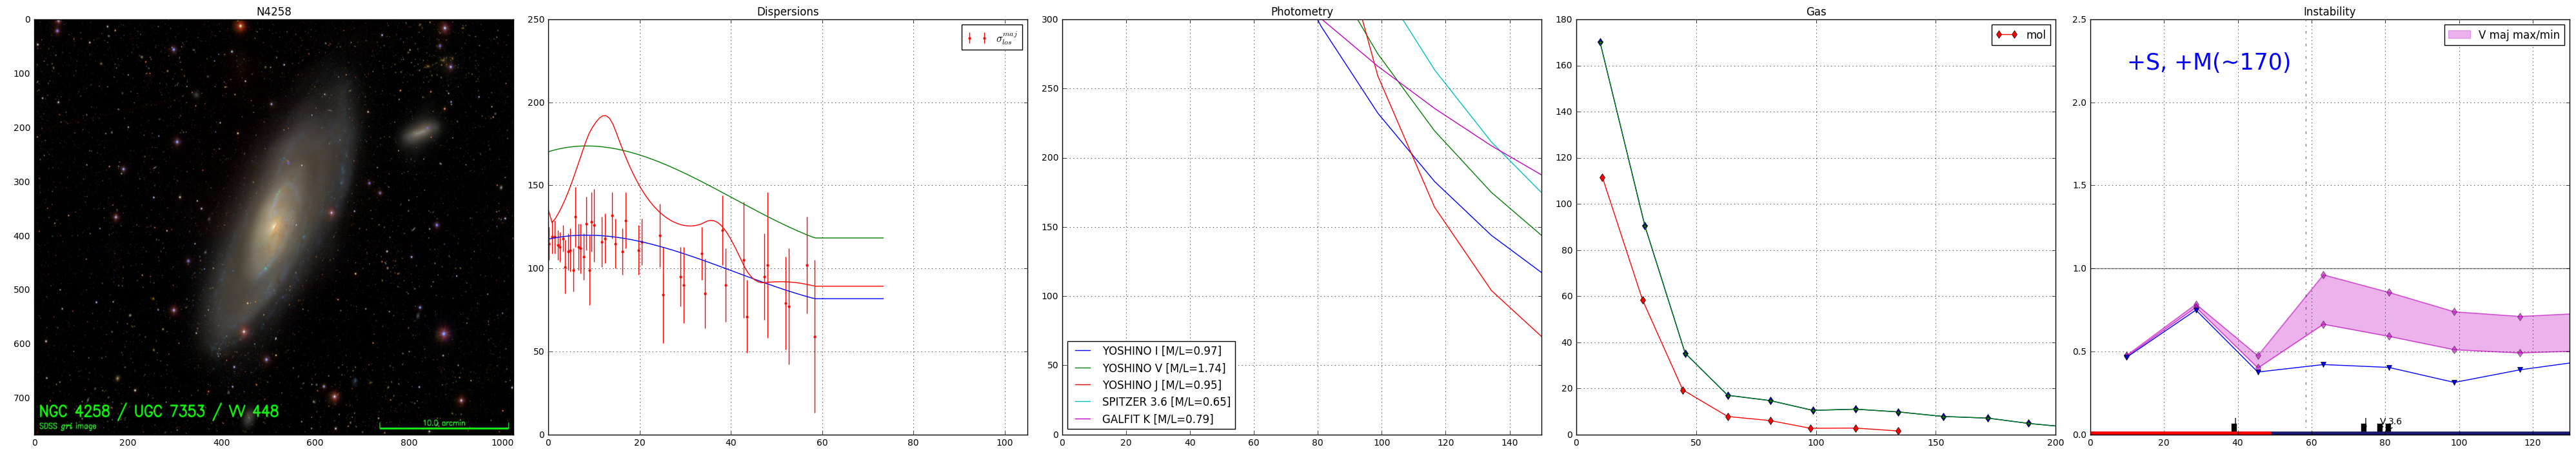 N4258
0
100
200
300
400
500
600
700
0 200 400 600 800 1000
NGC 4258 / UGC 7353 / VV 448
SDSS gri image
10.0 arcmin
Dispersions
σ_los^maj
250
200
150
100
50
0
0 20 40 60 80 100
Photometry
300
250
200
150
100
50
0
0 20 40 60 80 100 120 140
YOSHINO I [M/L=0.97]
YOSHINO V [M/L=1.74]
YOSHINO J [M/L=0.95]
SPITZER 3.6 [M/L=0.65]
GALFIT K [M/L=0.79]
Gas
mol
180
160
140
120
100
80
60
40
20
0
0 50 100 150 200
Instability
V maj max/min
+S, +M(~170)
2.5
2.0
1.5
1.0
0.5
0.0
0 20 40 60 80 100 120
3.6